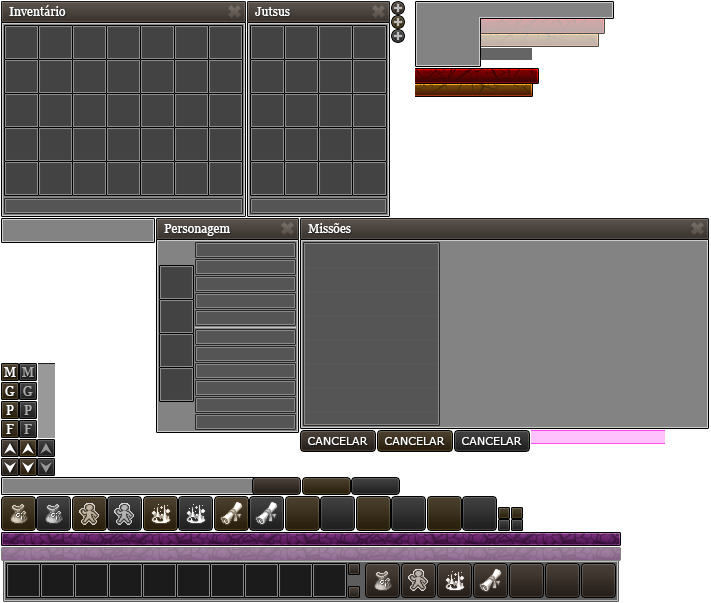 Inventário
Jutsus
Personagem
Missões
M M
G G
P P
F F
CANCELAR CANCELAR CANCELAR